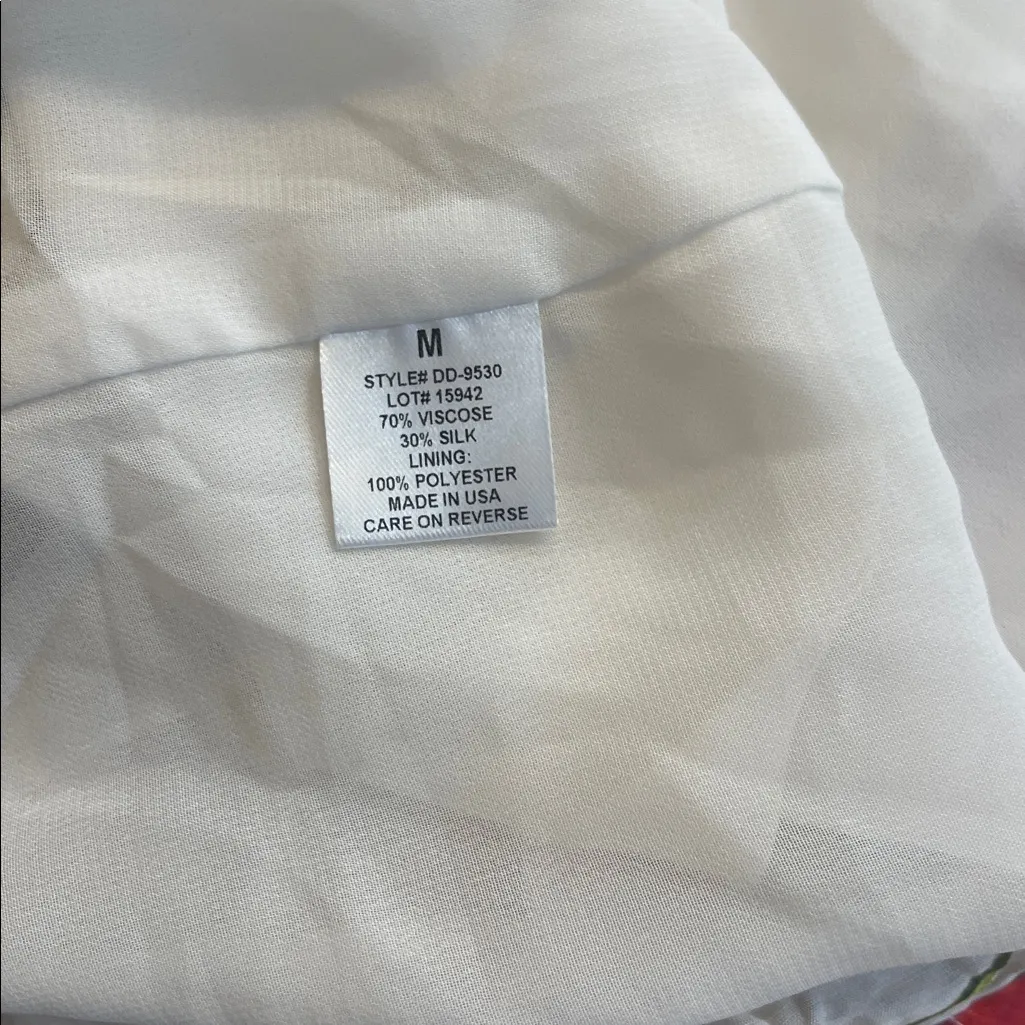 M
STYLE# DD-9530
LOT# 15942
70% VISCOSE
30% SILK
LINING:
100% POLYESTER
MADE IN USA
CARE ON REVERSE